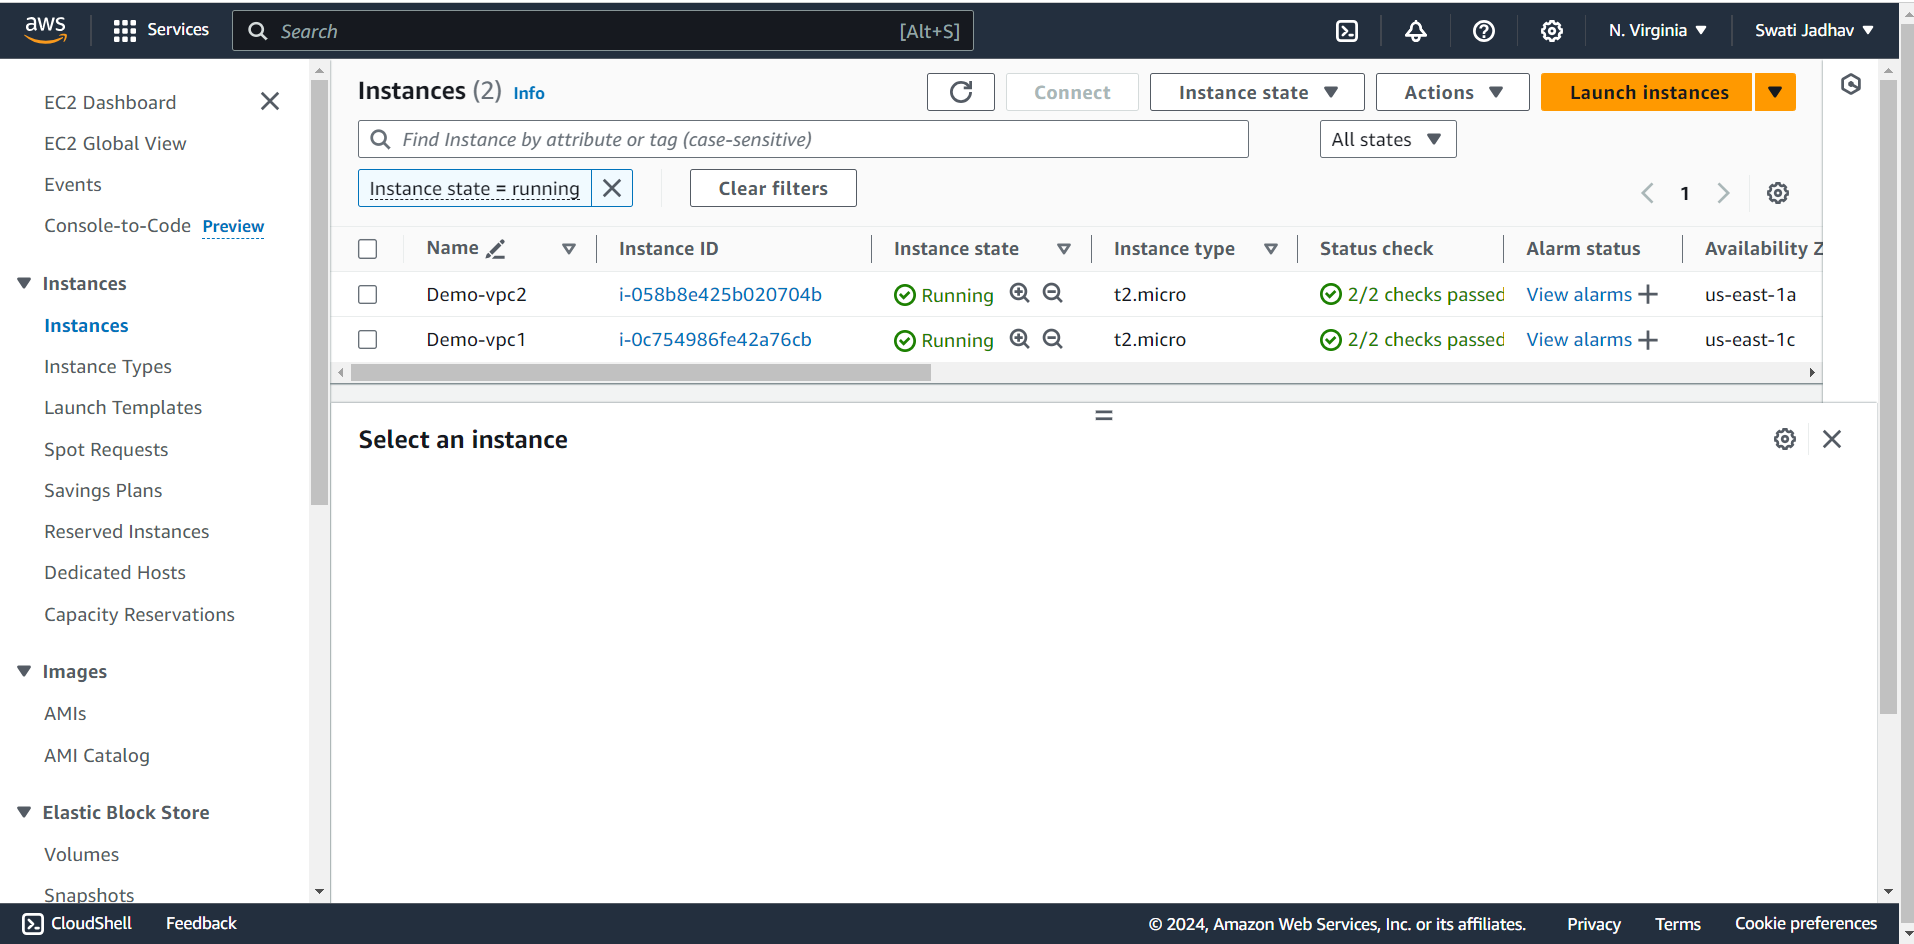 aws Services Search [Alt+S] N. Virginia Swati Jadhav
EC2 Dashboard
EC2 Global View
Events
Console-to-Code Preview
Instances
Instances
Instance Types
Launch Templates
Spot Requests
Savings Plans
Reserved Instances
Dedicated Hosts
Capacity Reservations
Images
AMIs
AMI Catalog
Elastic Block Store
Volumes
Snapshots
Instances (2) Info Connect Instance state Actions Launch instances
Find Instance by attribute or tag (case-sensitive) All states
Instance state = running Clear filters 1
Name Instance ID Instance state Instance type Status check Alarm status Availability Z
Demo-vpc2 i-058b8e425b020704b Running t2.micro 2/2 checks passed View alarms us-east-1a
Demo-vpc1 i-0c754986fe42a76cb Running t2.micro 2/2 checks passed View alarms us-east-1c
Select an instance
CloudShell Feedback © 2024, Amazon Web Services, Inc. or its affiliates. Privacy Terms Cookie preferences